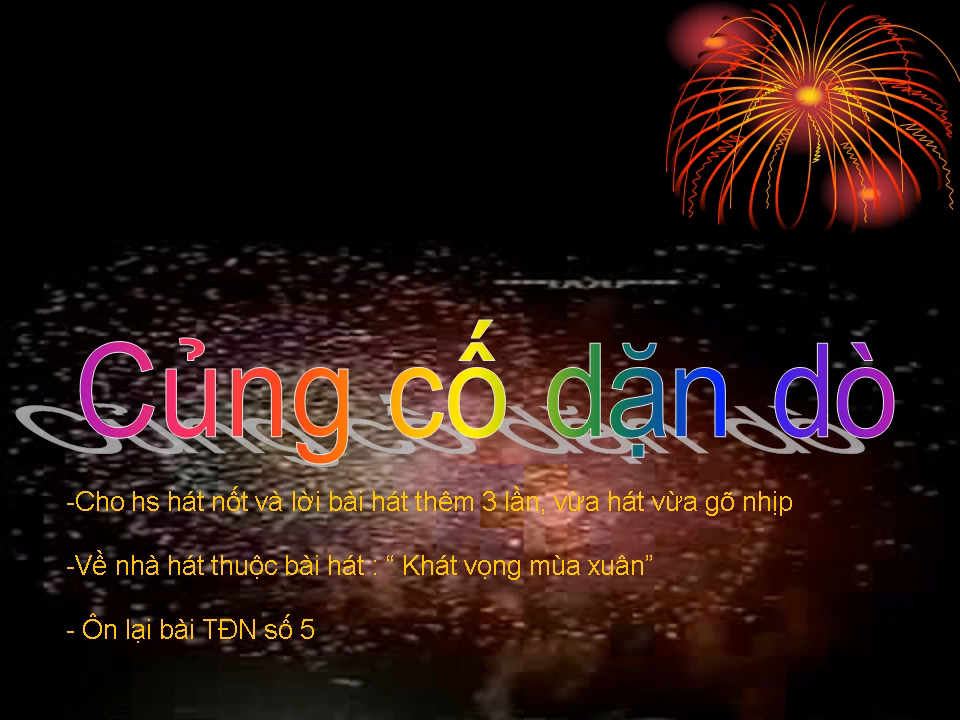 Củng cố dặn dò
-Cho hs hát nốt và lời bài hát thêm 3 lần, vừa hát vừa gõ nhịp
-Về nhà hát thuộc bài hát : “ Khát vọng mùa xuân”
- Ôn lại bài TĐN số 5